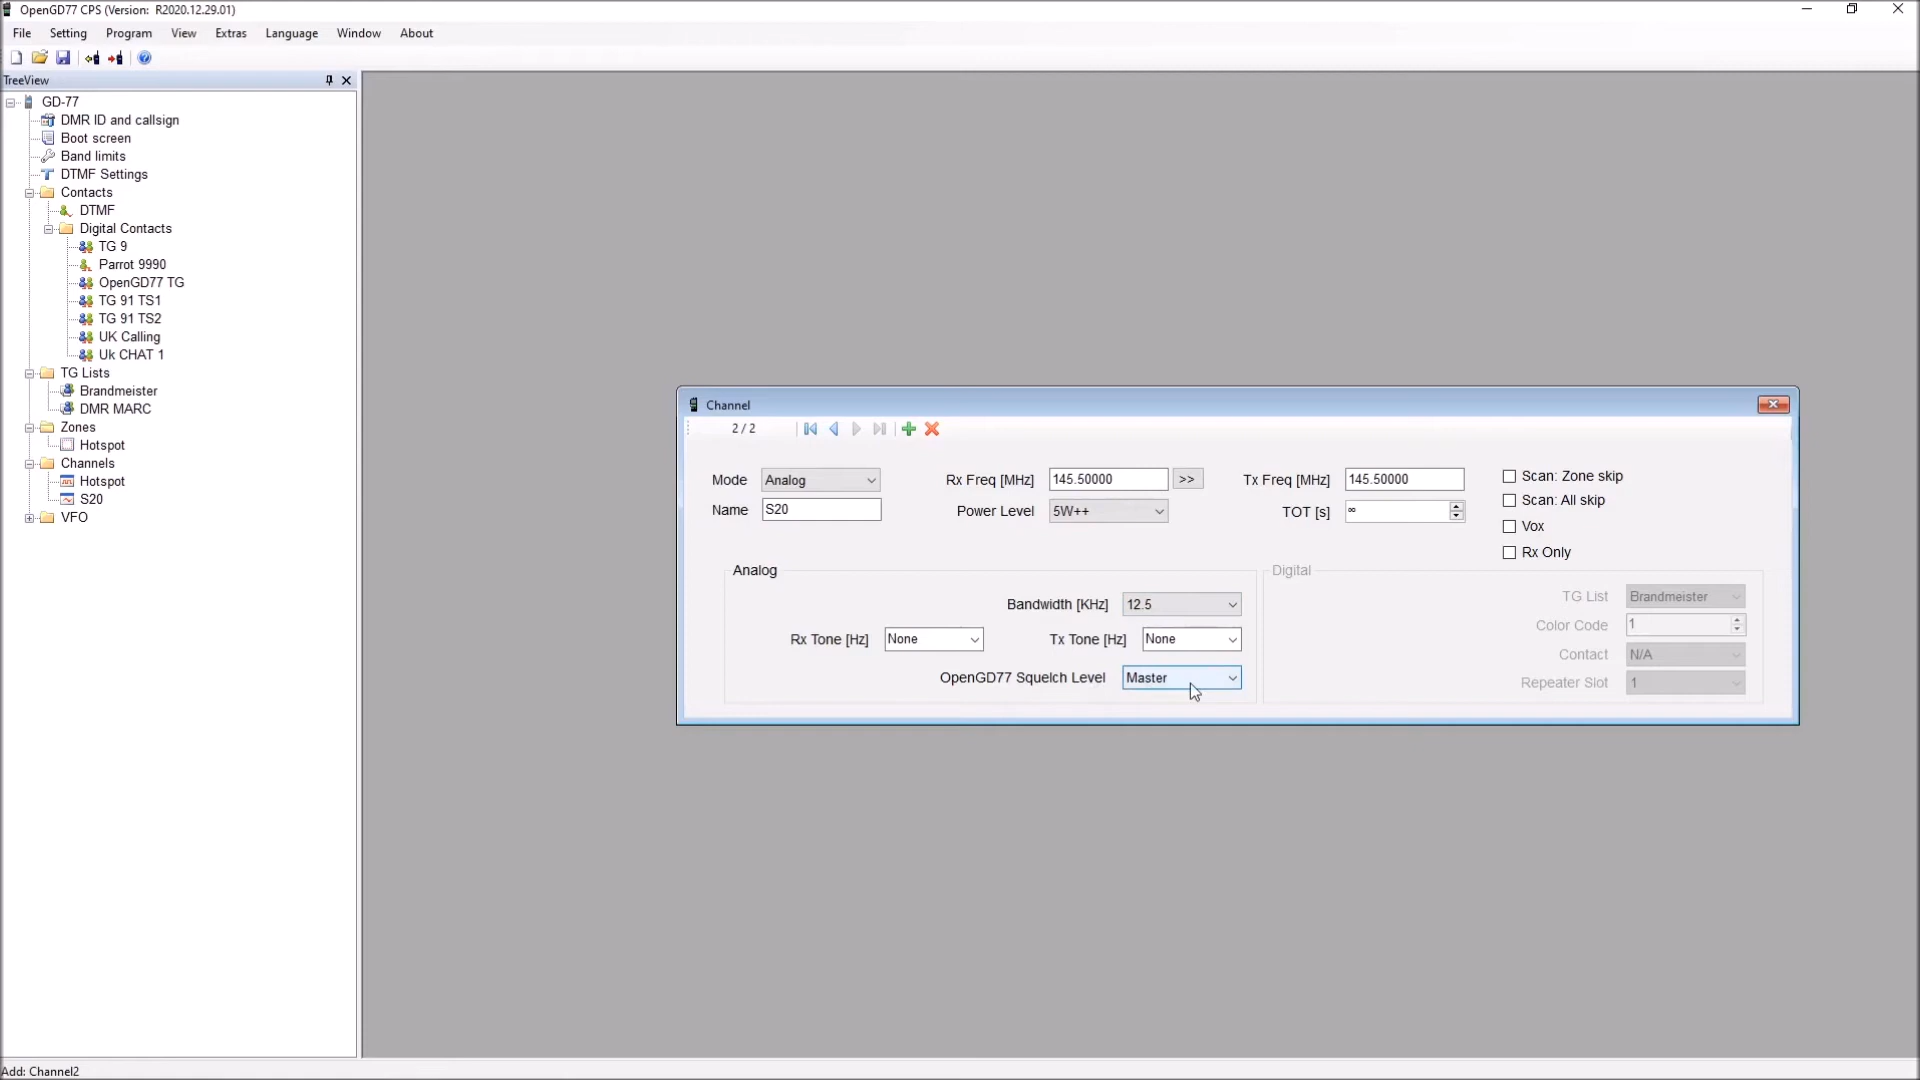 OpenGD77 CPS (Version:  R2020.12.29.01)
File Setting Program View Extras Language Window About
TreeView
GD-77
DMR ID and callsign
Boot screen
Band limits
DTMF Settings
Contacts
DTMF
Digital Contacts
TG 9
Parrot 9990
OpenGD77 TG
TG 91 TS1
TG 91 TS2
UK Calling
Uk CHAT 1
TG Lists
Brandmeister
DMR MARC
Zones
Hotspot
Channels
Hotspot
S20
VFO
Channel
2 / 2
Mode Analog Rx Freq [MHz] 145.50000 >> Tx Freq [MHz] 145.50000 Scan: Zone skip
Name S20 Power Level 5W++ TOT [s] ∞ Scan: All skip
Vox
Rx Only
Analog
Bandwidth [KHz] 12.5
Rx Tone [Hz] None Tx Tone [Hz] None
OpenGD77 Squelch Level Master
Digital
TG List Brandmeister
Color Code 1
Contact N/A
Repeater Slot 1
Add: Channel2